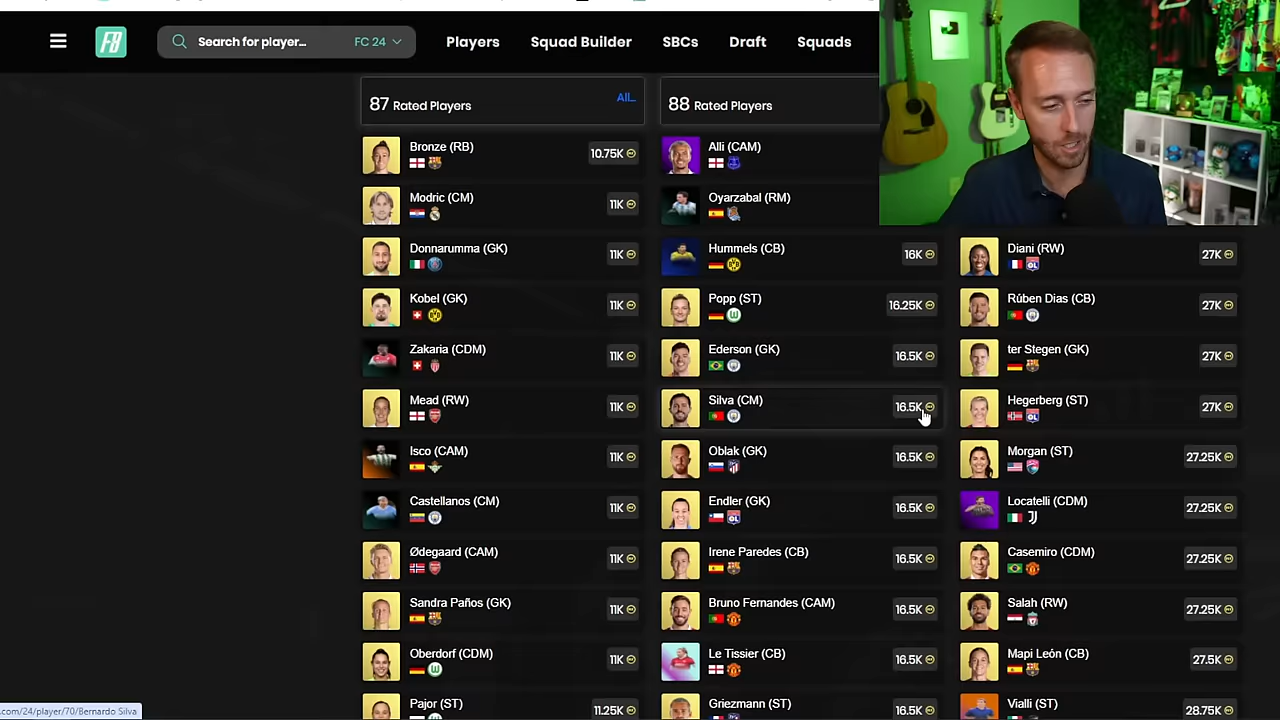 FB
Search for player...
FC 24
Players
Squad Builder
SBCs
Draft
Squads
87 Rated Players
All...
Bronze (RB)
10.75K
Modric (CM)
11K
Donnarumma (GK)
11K
Kobel (GK)
11K
Zakaria (CDM)
11K
Mead (RW)
11K
Isco (CAM)
11K
Castellanos (CM)
11K
Ødegaard (CAM)
11K
Sandra Paños (GK)
11K
Oberdorf (CDM)
11K
Pajor (ST)
11.25K
88 Rated Players
Alli (CAM)
Oyarzabal (RM)
Hummels (CB)
16K
Popp (ST)
16.25K
Ederson (GK)
16.5K
Silva (CM)
16.5K
Oblak (GK)
16.5K
Endler (GK)
16.5K
Irene Paredes (CB)
16.5K
Bruno Fernandes (CAM)
16.5K
Le Tissier (CB)
16.5K
Griezmann (ST)
16.5K
Diani (RW)
27K
Rúben Dias (CB)
27K
ter Stegen (GK)
27K
Hegerberg (ST)
27K
Morgan (ST)
27.25K
Locatelli (CDM)
27.25K
Casemiro (CDM)
27.25K
Salah (RW)
27.25K
Mapi León (CB)
27.5K
Vialli (ST)
28.75K
.com/24/player/70/Bernardo Silva